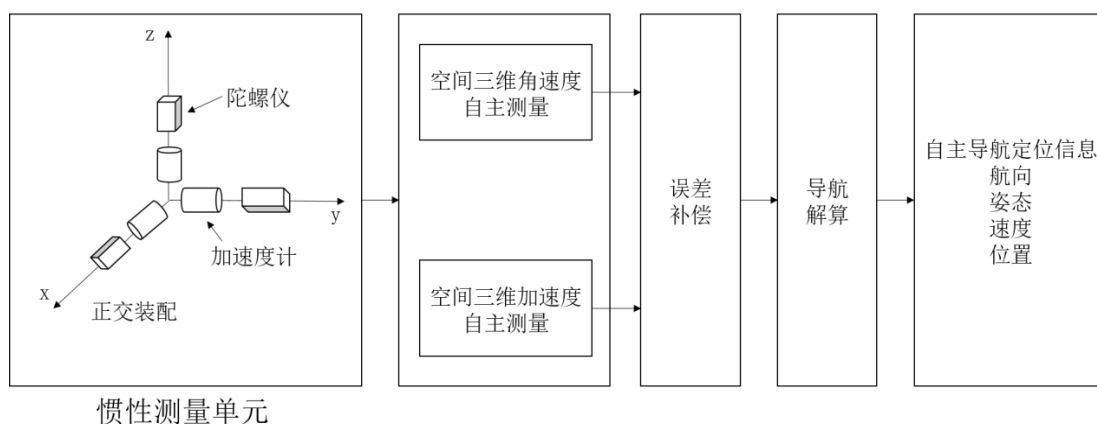 z
陀螺仪
y
加速度计
x
正交装配
惯性测量单元
空间三维角速度
自主测量
空间三维加速度
自主测量
误差
补偿
导航
解算
自主导航定位信息
航向
姿态
速度
位置